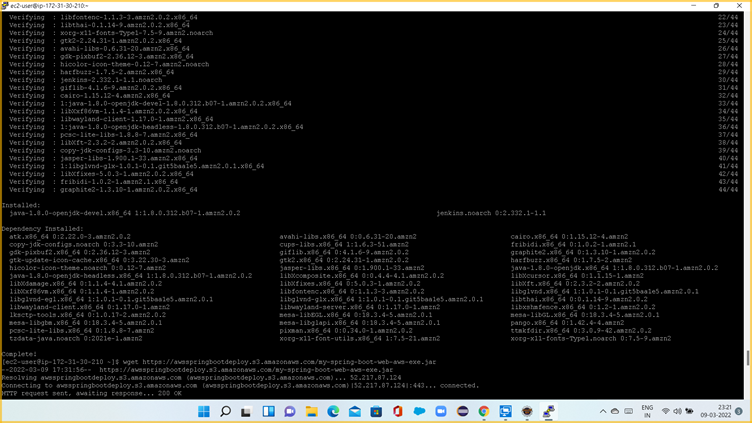 ec2-user@ip-172-31-30-210:~
Verifying : libfontenc-1.1.3-3.amzn2.0.2.x86_64 22/44
Verifying : libthai-0.1.14-9.amzn2.0.2.x86_64 23/44
Verifying : xorg-x11-fonts-Type1-7.5-9.amzn2.noarch 24/44
Verifying : gtk2-2.24.31-1.amzn2.0.2.x86_64 25/44
Verifying : avahi-libs-0.6.31-20.amzn2.x86_64 26/44
Verifying : gdk-pixbuf2-2.36.12-3.amzn2.x86_64 27/44
Verifying : hicolor-icon-theme-0.12-7.amzn2.noarch 28/44
Verifying : harfbuzz-1.7.5-2.amzn2.x86_64 29/44
Verifying : jenkins-2.332.1-1.1.noarch 30/44
Verifying : giflib-4.1.6-9.amzn2.0.2.x86_64 31/44
Verifying : cairo-1.15.12-4.amzn2.x86_64 32/44
Verifying : 1:java-1.8.0-openjdk-devel-1.8.0.312.b07-1.amzn2.0.2.x86_64 33/44
Verifying : libXxf86vm-1.1.4-1.amzn2.0.2.x86_64 34/44
Verifying : libwayland-client-1.17.0-1.amzn2.x86_64 35/44
Verifying : 1:java-1.8.0-openjdk-headless-1.8.0.312.b07-1.amzn2.0.2.x86_64 36/44
Verifying : pcsc-lite-libs-1.8.8-7.amzn2.x86_64 37/44
Verifying : libXft-2.3.2-2.amzn2.0.2.x86_64 38/44
Verifying : copy-jdk-configs-3.3-10.amzn2.noarch 39/44
Verifying : jasper-libs-1.900.1-33.amzn2.x86_64 40/44
Verifying : 1:libglvnd-glx-1.0.1-0.1.git5baa1e5.amzn2.0.1.x86_64 41/44
Verifying : libXfixes-5.0.3-1.amzn2.0.2.x86_64 42/44
Verifying : fribidi-1.0.2-1.amzn2.1.x86_64 43/44
Verifying : graphite2-1.3.10-1.amzn2.0.2.x86_64 44/44
Installed:
java-1.8.0-openjdk-devel.x86_64 1:1.8.0.312.b07-1.amzn2.0.2 jenkins.noarch 0:2.332.1-1.1
Dependency Installed:
atk.x86_64 0:2.22.0-3.amzn2.0.2 avahi-libs.x86_64 0:0.6.31-20.amzn2 cairo.x86_64 0:1.15.12-4.amzn2
copy-jdk-configs.noarch 0:3.3-10.amzn2 cups-libs.x86_64 1:1.6.3-51.amzn2 fribidi.x86_64 0:1.0.2-1.amzn2.1
gdk-pixbuf2.x86_64 0:2.36.12-3.amzn2 giflib.x86_64 0:4.1.6-9.amzn2.0.2 graphite2.x86_64 0:1.3.10-1.amzn2.0.2
gtk-update-icon-cache.x86_64 0:3.22.30-3.amzn2 gtk2.x86_64 0:2.24.31-1.amzn2.0.2 harfbuzz.x86_64 0:1.7.5-2.amzn2
hicolor-icon-theme.noarch 0:0.12-7.amzn2 jasper-libs.x86_64 0:1.900.1-33.amzn2 java-1.8.0-openjdk.x86_64 1:1.8.0.312.b07-1.amzn2.0.2
java-1.8.0-openjdk-headless.x86_64 1:1.8.0.312.b07-1.amzn2.0.2 libXcomposite.x86_64 0:0.4.4-4.1.amzn2.0.2 libXcursor.x86_64 0:1.1.15-1.amzn2
libXdamage.x86_64 0:1.1.4-4.1.amzn2.0.2 libXfixes.x86_64 0:5.0.3-1.amzn2.0.2 libXft.x86_64 0:2.3.2-2.amzn2.0.2
libXxf86vm.x86_64 0:1.1.4-1.amzn2.0.2 libfontenc.x86_64 0:1.1.3-3.amzn2.0.2 libglvnd.x86_64 1:1.0.1-0.1.git5baa1e5.amzn2.0.1
libglvnd-egl.x86_64 1:1.0.1-0.1.git5baa1e5.amzn2.0.1 libglvnd-glx.x86_64 1:1.0.1-0.1.git5baa1e5.amzn2.0.1 libthai.x86_64 0:0.1.14-9.amzn2.0.2
libwayland-client.x86_64 0:1.17.0-1.amzn2 libwayland-server.x86_64 0:1.17.0-1.amzn2 libxshmfence.x86_64 0:1.2-1.amzn2.0.2
lksctp-tools.x86_64 0:1.0.17-2.amzn2.0.2 mesa-libEGL.x86_64 0:18.3.4-5.amzn2.0.1 mesa-libGL.x86_64 0:18.3.4-5.amzn2.0.1
mesa-libgbm.x86_64 0:18.3.4-5.amzn2.0.1 mesa-libglapi.x86_64 0:18.3.4-5.amzn2.0.1 pango.x86_64 0:1.42.4-4.amzn2
pcsc-lite-libs.x86_64 0:1.8.8-7.amzn2 pixman.x86_64 0:0.34.0-1.amzn2.0.2 ttmkfdir.x86_64 0:3.0.9-42.amzn2.0.2
tzdata-java.noarch 0:2021e-1.amzn2 xorg-x11-font-utils.x86_64 1:7.5-21.amzn2 xorg-x11-fonts-Type1.noarch 0:7.5-9.amzn2
Complete!
[ec2-user@ip-172-31-30-210 ~]$ wget https://awsspringbootdeploy.s3.amazonaws.com/my-spring-boot-web-aws-exe.jar
--2022-03-09 17:31:56-- https://awsspringbootdeploy.s3.amazonaws.com/my-spring-boot-web-aws-exe.jar
Resolving awsspringbootdeploy.s3.amazonaws.com (awsspringbootdeploy.s3.amazonaws.com)... 52.217.87.124
Connecting to awsspringbootdeploy.s3.amazonaws.com (awsspringbootdeploy.s3.amazonaws.com)|52.217.87.124|:443... connected.
HTTP request sent, awaiting response... 200 OK
ENG
IN
23:21
09-03-2022